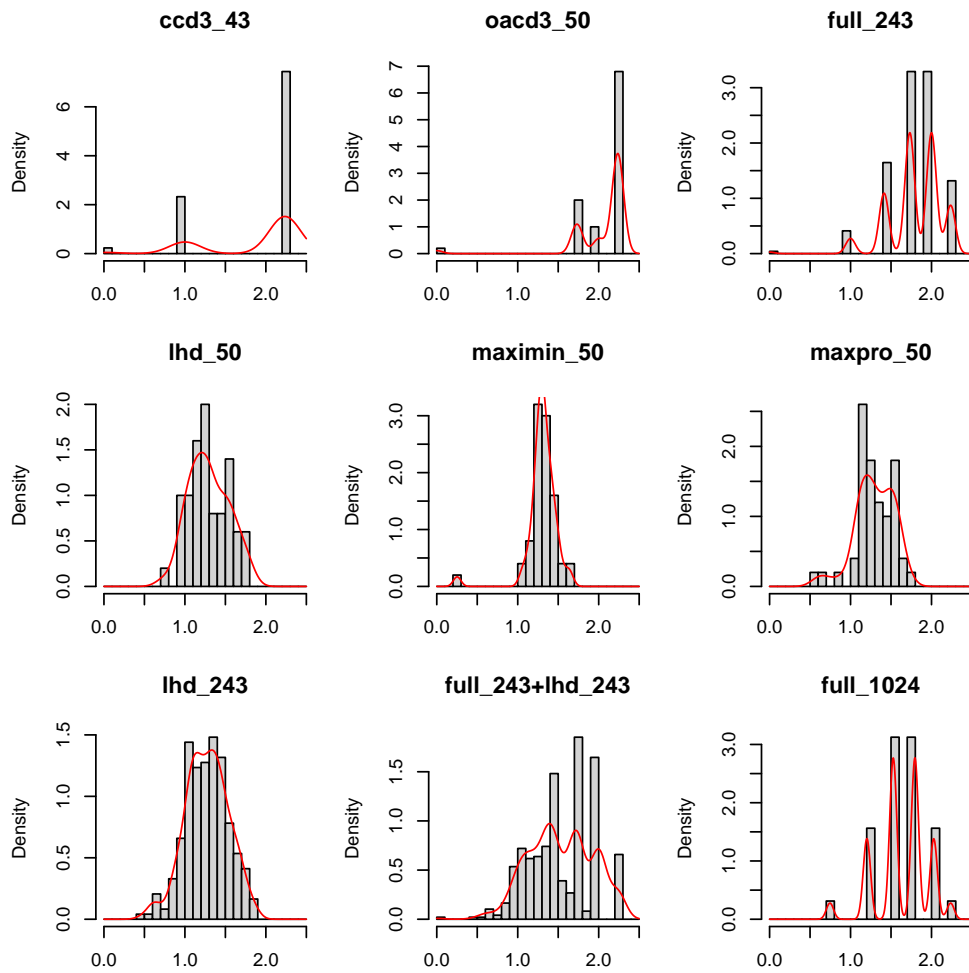 ccd3_43
Density
0 2 4 6
0.0 1.0 2.0
oacd3_50
Density
0 1 2 3 4 5 6 7
0.0 1.0 2.0
full_243
Density
0.0 1.0 2.0 3.0
0.0 1.0 2.0
lhd_50
Density
0.0 0.5 1.0 1.5 2.0
0.0 1.0 2.0
maximin_50
Density
0.0 1.0 2.0 3.0
0.0 1.0 2.0
maxpro_50
Density
0.0 1.0 2.0
0.0 1.0 2.0
lhd_243
Density
0.0 0.5 1.0 1.5
0.0 1.0 2.0
full_243+lhd_243
Density
0.0 0.5 1.0 1.5
0.0 1.0 2.0
full_1024
Density
0.0 1.0 2.0 3.0
0.0 1.0 2.0